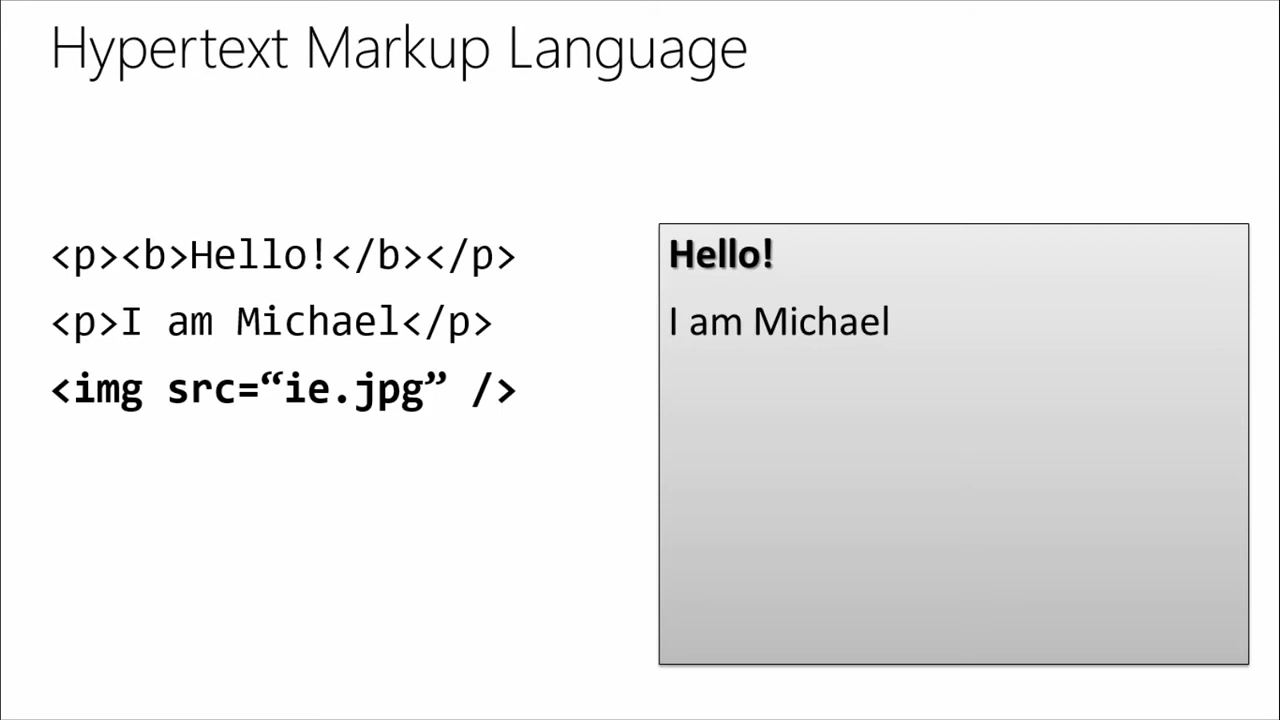 Hypertext Markup Language
<p><b>Hello!</b></p>
<p>I am Michael</p>
<img src=“ie.jpg” />
Hello!
I am Michael